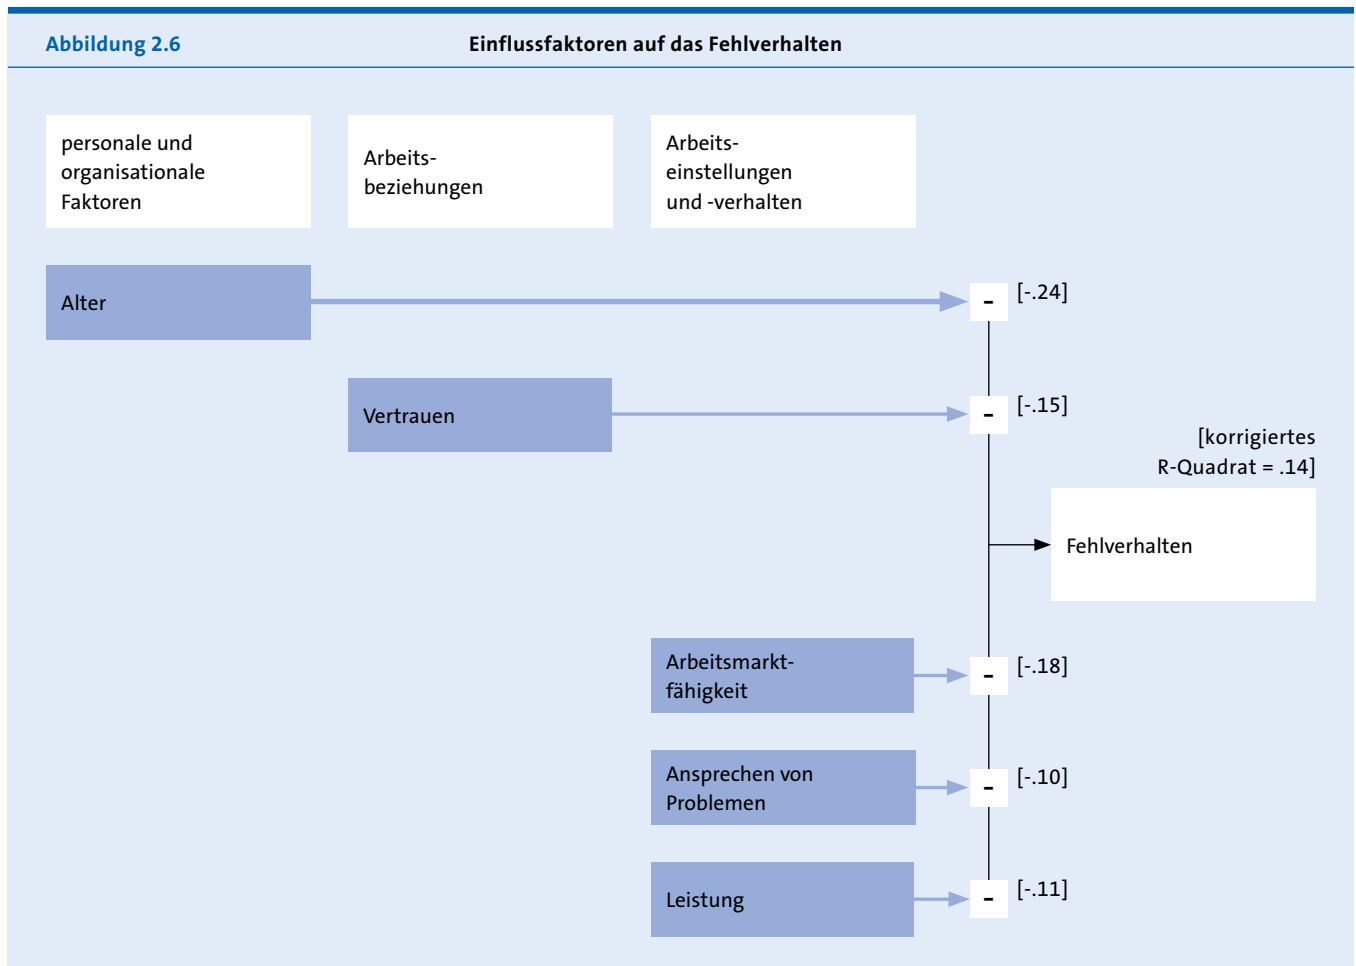 Abbildung 2.6
Einflussfaktoren auf das Fehlverhalten
personale und
organisationale
Faktoren
Arbeits-
beziehungen
Arbeits-
einstellungen
und -verhalten
Alter
-
[-.24]
Vertrauen
-
[-.15]
[korrigiertes
R-Quadrat = .14]
Fehlverhalten
Arbeitsmarkt-
fähigkeit
-
[-.18]
Ansprechen von
Problemen
-
[-.10]
Leistung
-
[-.11]